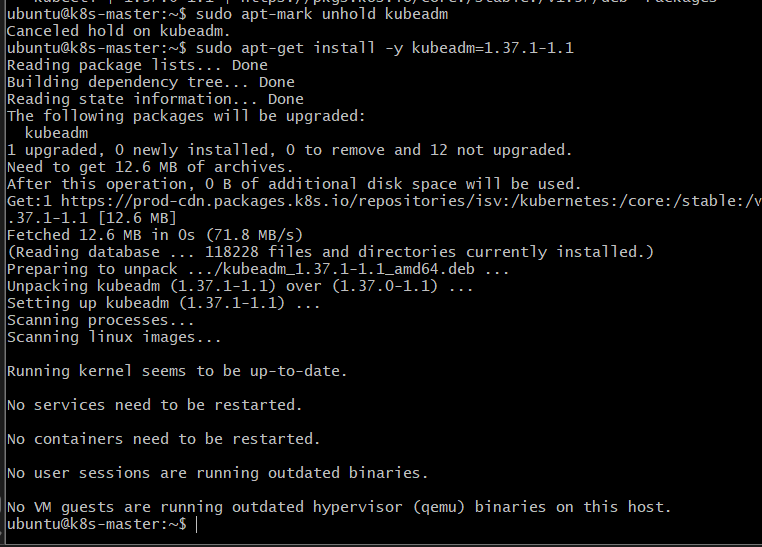 ubuntu@k8s-master:~$ sudo apt-mark unhold kubeadm
Canceled hold on kubeadm.
ubuntu@k8s-master:~$ sudo apt-get install -y kubeadm=1.37.1-1.1
Reading package lists... Done
Building dependency tree... Done
Reading state information... Done
The following packages will be upgraded:
  kubeadm
1 upgraded, 0 newly installed, 0 to remove and 12 not upgraded.
Need to get 12.6 MB of archives.
After this operation, 0 B of additional disk space will be used.
Get:1 https://prod-cdn.packages.k8s.io/repositories/isv:/kubernetes:/core:/stable:/v
.37.1-1.1 [12.6 MB]
Fetched 12.6 MB in 0s (71.8 MB/s)
(Reading database ... 118228 files and directories currently installed.)
Preparing to unpack .../kubeadm_1.37.1-1.1_amd64.deb ...
Unpacking kubeadm (1.37.1-1.1) over (1.37.0-1.1) ...
Setting up kubeadm (1.37.1-1.1) ...
Scanning processes...
Scanning linux images...
Running kernel seems to be up-to-date.
No services need to be restarted.
No containers need to be restarted.
No user sessions are running outdated binaries.
No VM guests are running outdated hypervisor (qemu) binaries on this host.
ubuntu@k8s-master:~$